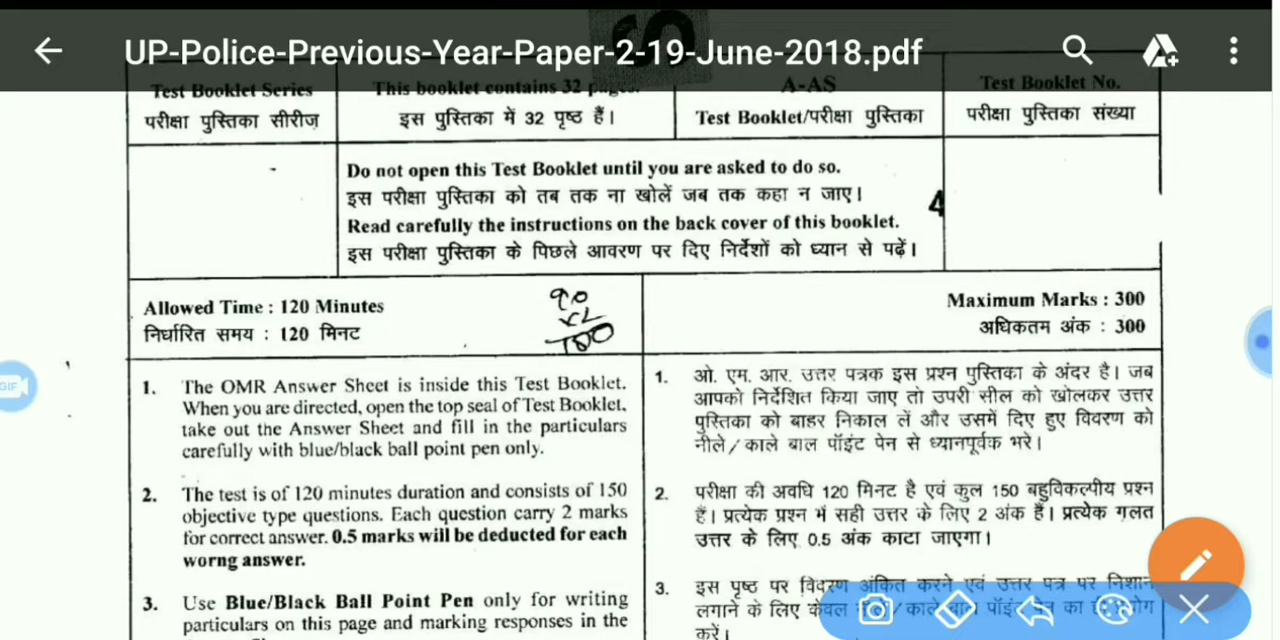 UP-Police-Previous-Year-Paper-2-19-June-2018.pdf
Test Booklet Series
परीक्षा पुस्तिका सीरीज़
This booklet contains 32 pages.
इस पुस्तिका में 32 पृष्ठ हैं।
A-AS
Test Booklet/परीक्षा पुस्तिका
Test Booklet No.
परीक्षा पुस्तिका संख्या
Do not open this Test Booklet until you are asked to do so.
इस परीक्षा पुस्तिका को तब तक ना खोलें जब तक कहा न जाए।
Read carefully the instructions on the back cover of this booklet.
इस परीक्षा पुस्तिका के पिछले आवरण पर दिए निर्देशों को ध्यान से पढ़ें।
4
Allowed Time : 120 Minutes
निर्धारित समय : 120 मिनट
Maximum Marks : 300
अधिकतम अंक : 300
1. The OMR Answer Sheet is inside this Test Booklet.
When you are directed, open the top seal of Test Booklet,
take out the Answer Sheet and fill in the particulars
carefully with blue/black ball point pen only.
2. The test is of 120 minutes duration and consists of 150
objective type questions. Each question carry 2 marks
for correct answer. 0.5 marks will be deducted for each
worng answer.
3. Use Blue/Black Ball Point Pen only for writing
particulars on this page and marking responses in the
1. ओ. एम. आर. उत्तर पत्रक इस प्रश्न पुस्तिका के अंदर है। जब
आपको निर्देशित किया जाए तो उपरी सील को खोलकर उत्तर
पुस्तिका को बाहर निकाल लें और उसमें दिए हुए विवरण को
नीले/काले बाल पॉइंट पेन से ध्यानपूर्वक भरे।
2. परीक्षा की अवधि 120 मिनट है एवं कुल 150 बहुविकल्पीय प्रश्न
हैं। प्रत्येक प्रश्न में सही उत्तर के लिए 2 अंक हैं। प्रत्येक ग़लत
उत्तर के लिए 0.5 अंक काटा जाएगा।
3. इस पृष्ठ पर विवरण अंकित करने एवं उत्तर पत्र पर निशान
लगाने के लिए केवल नीले/काले बाल पॉइंट पेन का ही प्रयोग
करें।
GIF